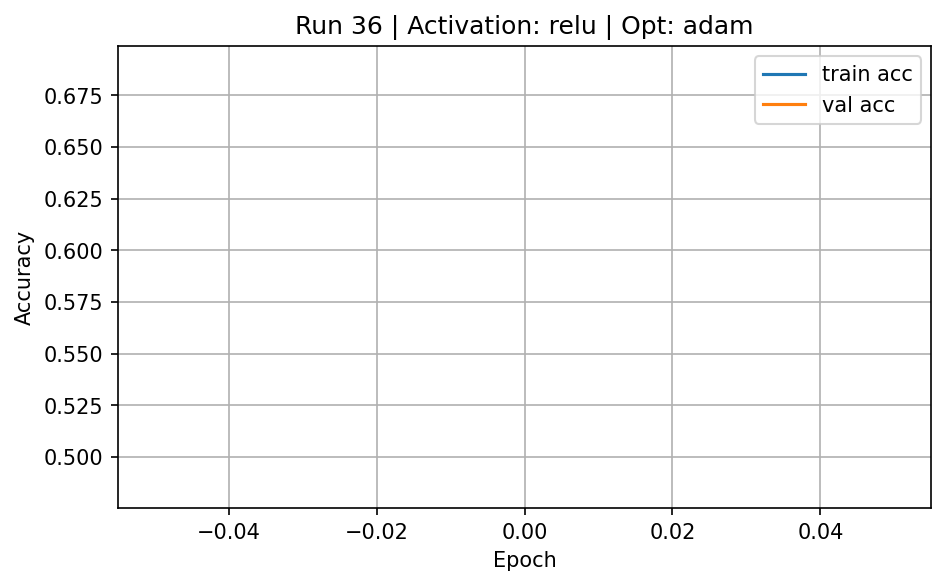 Run 36 | Activation: relu | Opt: adam
train acc
val acc
0.675
0.650
0.625
0.600
0.575
0.550
0.525
0.500
Accuracy
−0.04
−0.02
0.00
0.02
0.04
Epoch